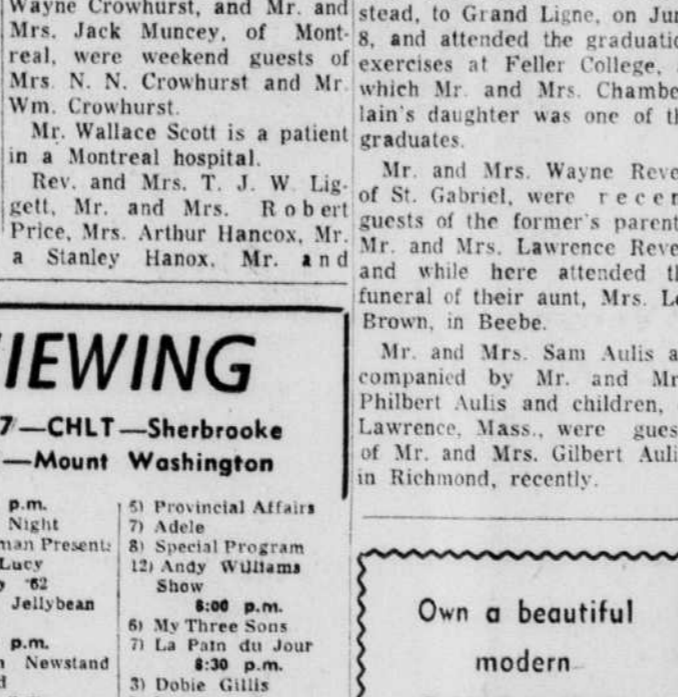 Wayne Crowhurst, and Mr. and
Mrs. Jack Muncey, of Mont-
real, were weekend guests of
Mrs. N. N. Crowhurst and Mr.
Wm. Crowhurst.
Mr. Wallace Scott is a patient
in a Montreal hospital.
Rev. and Mrs. T. J. W. Lig-
gett, Mr. and Mrs. Robert
Price, Mrs. Arthur Hancox, Mr.
a Stanley Hanox, Mr. and
IEWING
7—CHLT—Sherbrooke
—Mount Washington
p.m.
Night
man Presents
Lucy
'62
Jellybean
p.m.
Newstand
5) Provincial Affairs
7) Adele
8) Special Program
12) Andy Williams
Show
8:00 p.m.
6) My Three Sons
7) La Pain du Jour
8:30 p.m.
3) Dobie Gillis
stead, to Grand Ligne, on Jun
8, and attended the graduatio
exercises at Feller College,
which Mr. and Mrs. Chambe
lain's daughter was one of th
graduates.
Mr. and Mrs. Wayne Reve
of St. Gabriel, were recen
guests of the former's parent
Mr. and Mrs. Lawrence Reve
and while here attended th
funeral of their aunt, Mrs. Le
Brown, in Beebe.
Mr. and Mrs. Sam Aulis a
companied by Mr. and Mr
Philbert Aulis and children,
Lawrence, Mass., were gues
of Mr. and Mrs. Gilbert Auli
in Richmond, recently.
Own a beautiful
modern